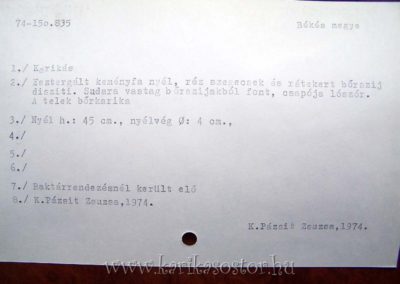 74-150.835
Békés megye
1./ Karikás
2./ Esztergált keményfa nyél, réz szegecsek és rátekert bőrszíj
díszíti. Sudara vastag bőrszíjakból font, csapója lószőr.
A telek bőrkarika
3./ Nyél h.: 45 cm., nyélvég Ø: 4 cm.,
4./
5./
6./
7./ Raktárrendezésnél került elő
8./ K.Pázsit Zsuzsa,1974.
K.Pázsit Zsuzsa,1974.
www.karikasostor.hu